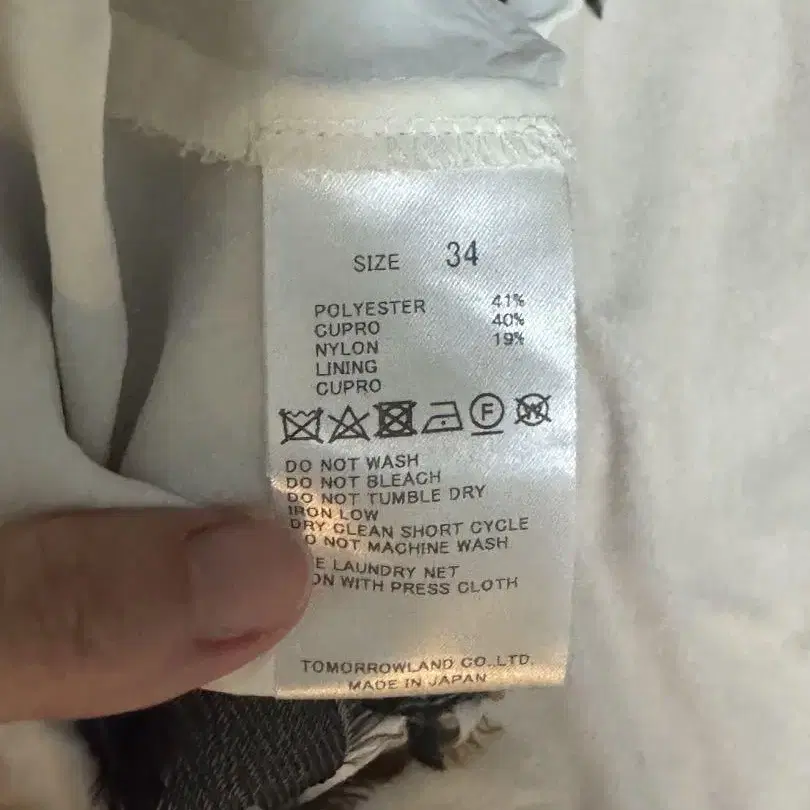 SIZE 34
POLYESTER 41%
CUPRO 40%
NYLON 19%
LINING
CUPRO
F W
DO NOT WASH
DO NOT BLEACH
DO NOT TUMBLE DRY
IRON LOW
DRY CLEAN SHORT CYCLE
O NOT MACHINE WASH
E LAUNDRY NET
ON WITH PRESS CLOTH
TOMORROWLAND CO.,LTD.
MADE IN JAPAN